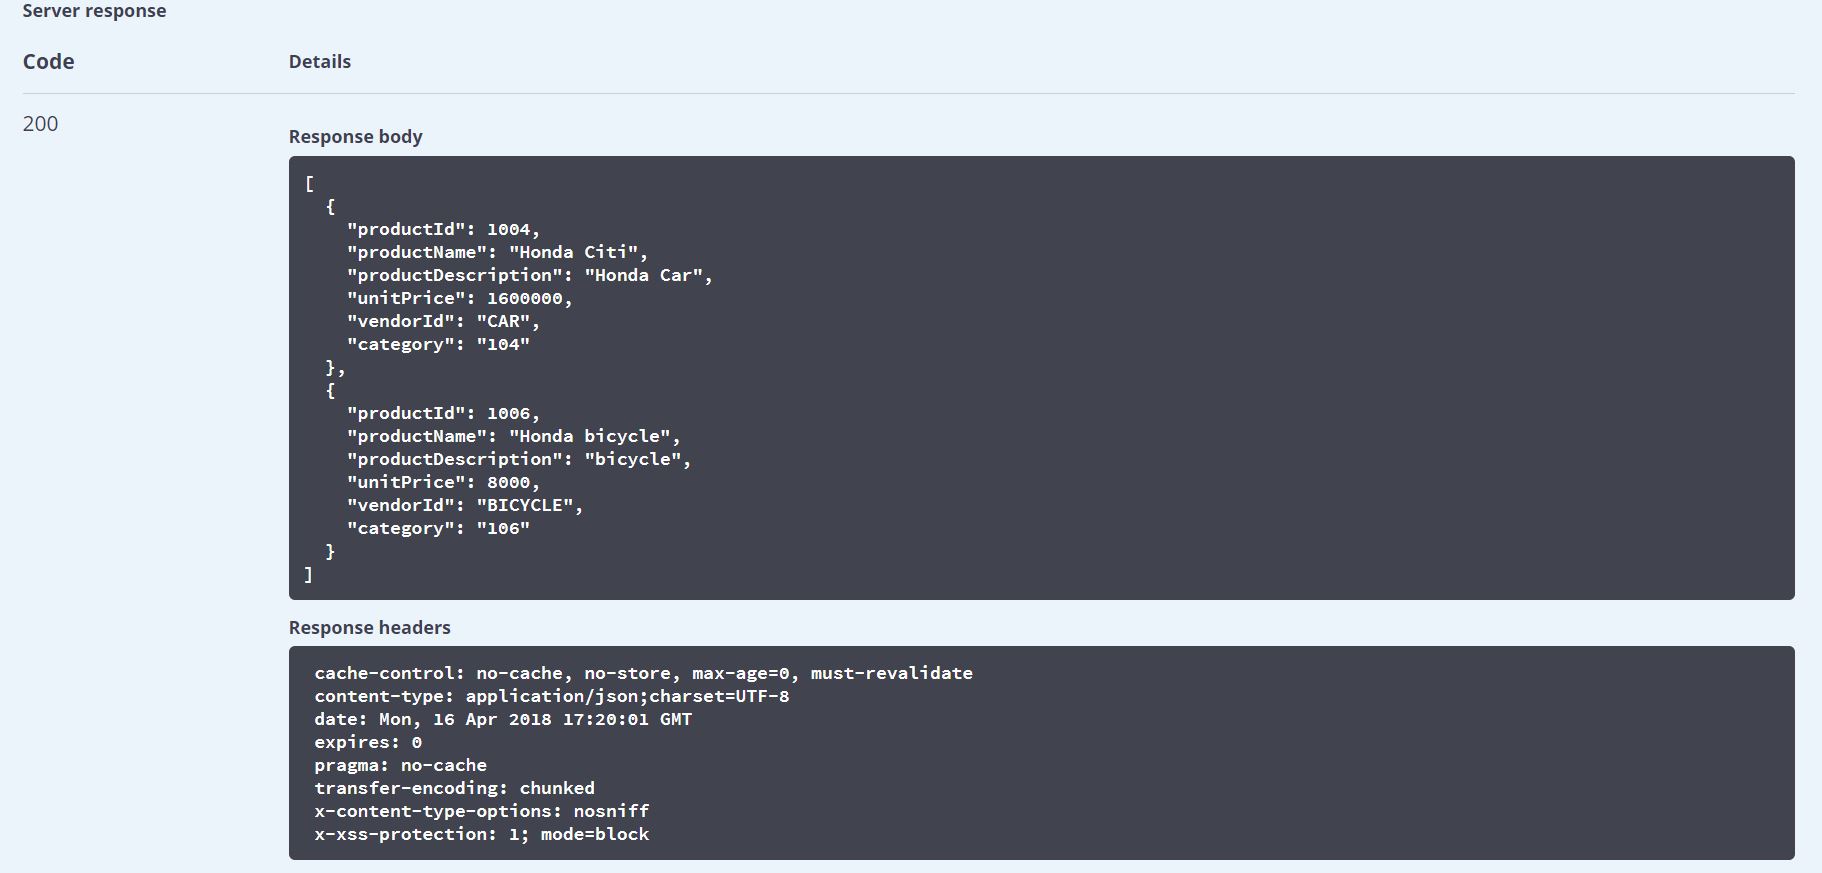 Server response
Code Details
200
Response body
[
  {
    "productId": 1004,
    "productName": "Honda Citi",
    "productDescription": "Honda Car",
    "unitPrice": 1600000,
    "vendorId": "CAR",
    "category": "104"
  },
  {
    "productId": 1006,
    "productName": "Honda bicycle",
    "productDescription": "bicycle",
    "unitPrice": 8000,
    "vendorId": "BICYCLE",
    "category": "106"
  }
]
Response headers
cache-control: no-cache, no-store, max-age=0, must-revalidate
content-type: application/json;charset=UTF-8
date: Mon, 16 Apr 2018 17:20:01 GMT
expires: 0
pragma: no-cache
transfer-encoding: chunked
x-content-type-options: nosniff
x-xss-protection: 1; mode=block